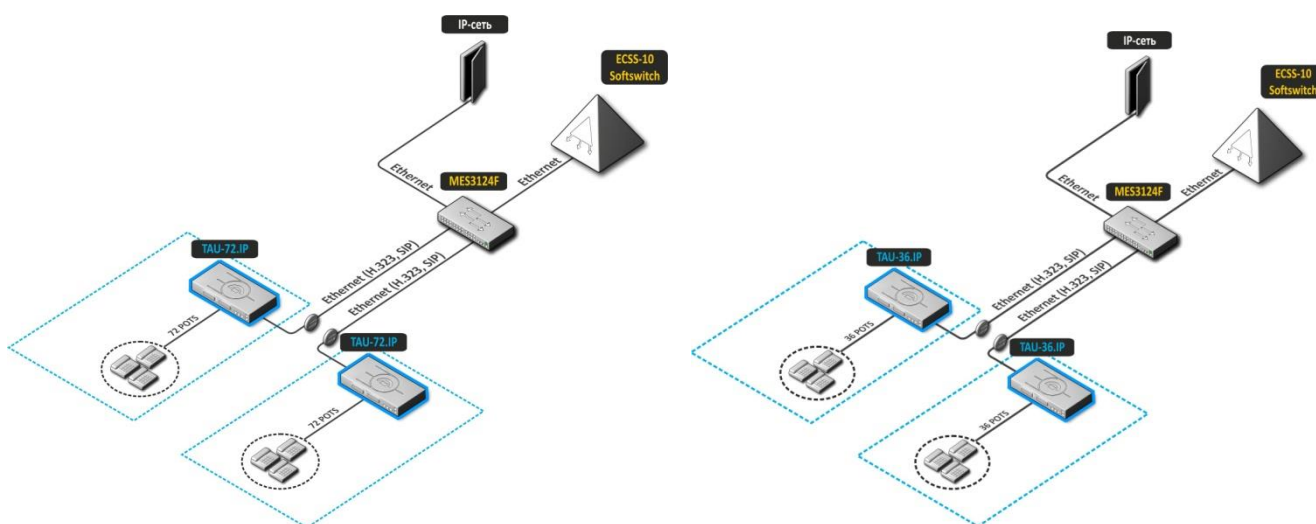 IP-сеть
ECSS-10
Softswitch
Ethernet
Ethernet
MES3124F
Ethernet (H.323, SIP)
Ethernet (H.323, SIP)
TAU-72.IP
72 POTS
TAU-72.IP
72 POTS
IP-сеть
ECSS-10
Softswitch
Ethernet
Ethernet
MES3124F
Ethernet (H.323, SIP)
Ethernet (H.323, SIP)
TAU-36.IP
36 POTS
TAU-36.IP
36 POTS